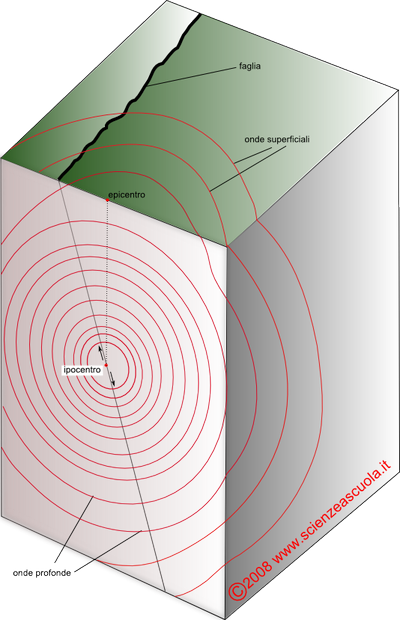 faglia
onde superficiali
epicentro
ipocentro
onde profonde
©2008 www.scienzeascuola.it